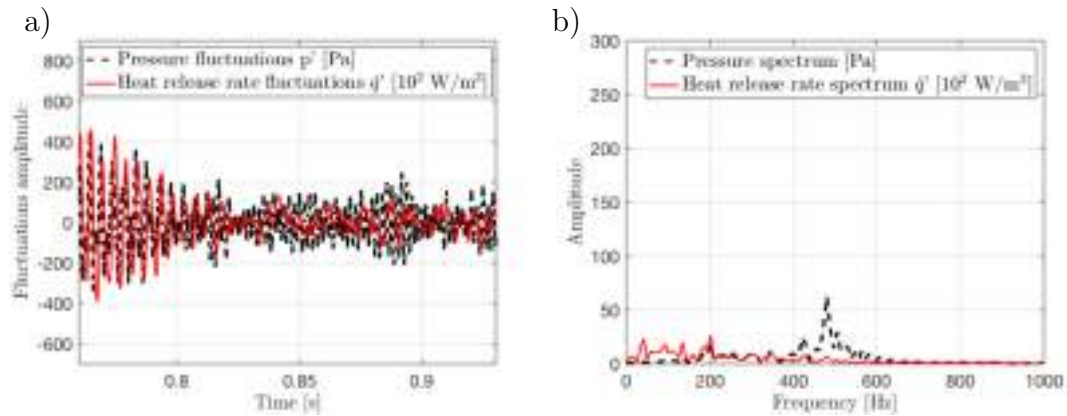 a)
b)
Pressure fluctuations p' [Pa]
Heat release rate fluctuations q̇' [10² W/m³]
Fluctuations amplitude
800
600
400
200
0
-200
-400
-600
0.8
0.85
0.9
Time [s]
Pressure spectrum [Pa]
Heat release rate spectrum q̇' [10² W/m³]
Amplitude
300
250
200
150
100
50
0
0
200
400
600
800
1000
Frequency [Hz]